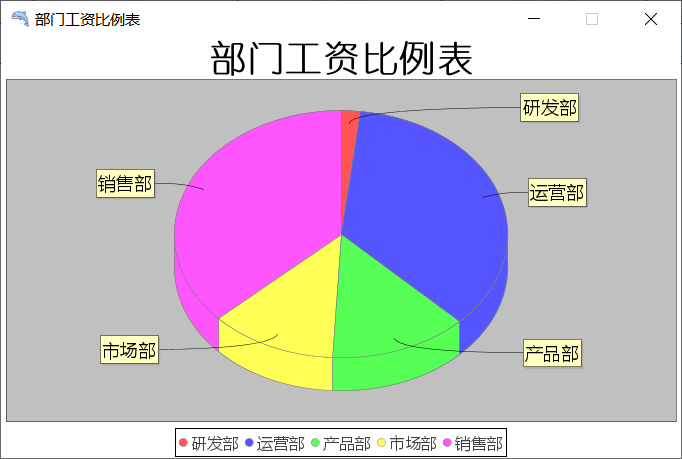 部门工资比例表
部门工资比例表
研发部
销售部
运营部
市场部
产品部
研发部 运营部 产品部 市场部 销售部